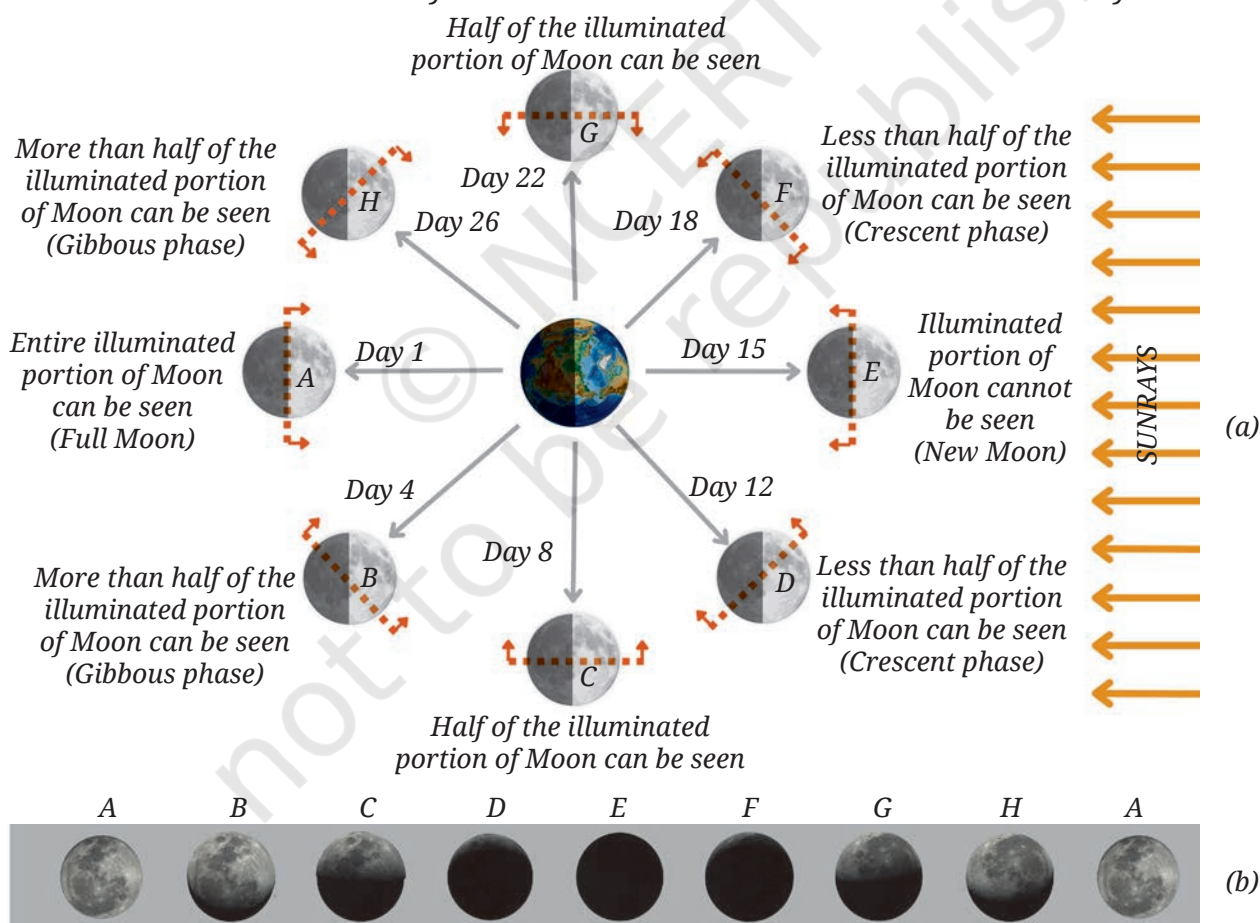 Half of the illuminated
portion of Moon can be seen
G
Day 22
More than half of the
illuminated portion
of Moon can be seen
(Gibbous phase)
H
Day 26
Less than half of the
illuminated portion
of Moon can be seen
(Crescent phase)
F
Day 18
Entire illuminated
portion of Moon
can be seen
(Full Moon)
A
Day 1
Day 15
E
Illuminated
portion of
Moon cannot
be seen
(New Moon)
SUNRAYS
(a)
Day 4
B
More than half of the
illuminated portion
of Moon can be seen
(Gibbous phase)
Day 8
C
Half of the illuminated
portion of Moon can be seen
Day 12
D
Less than half of the
illuminated portion
of Moon can be seen
(Crescent phase)
A B C D E F G H A
(b)
© NCERT
not to be republis